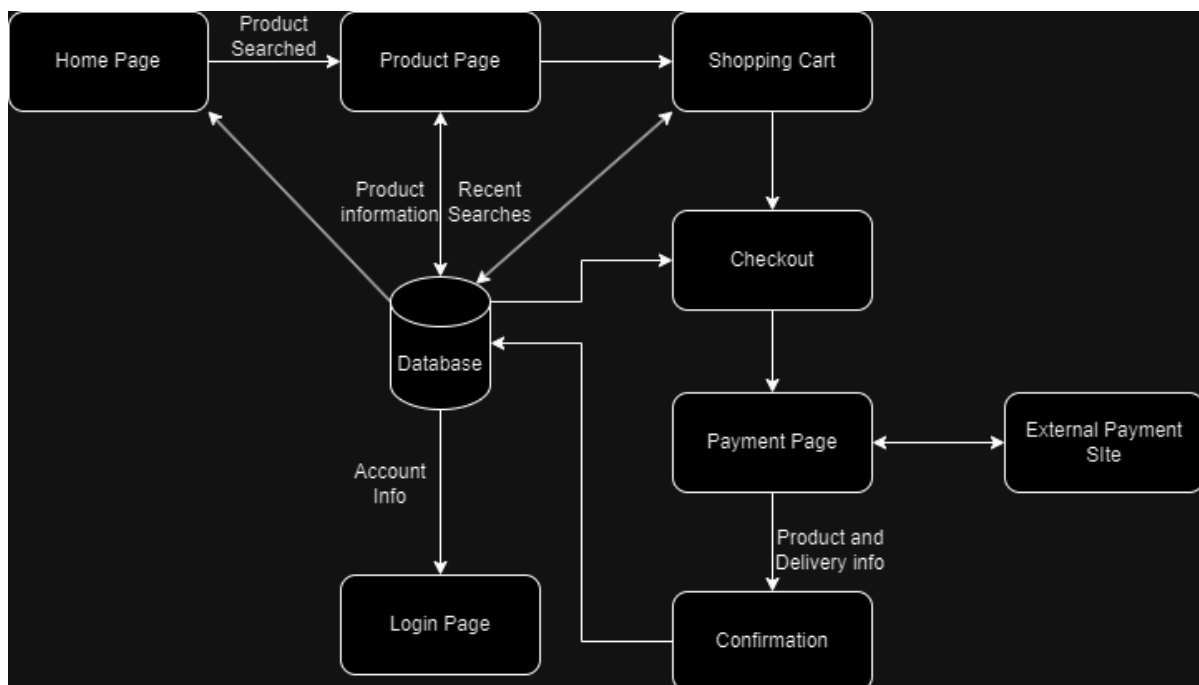 Home Page
Product
Searched
Product Page
Shopping Cart
Product
information
Recent
Searches
Checkout
Database
Payment Page
External Payment
SIte
Account
Info
Product and
Delivery info
Login Page
Confirmation